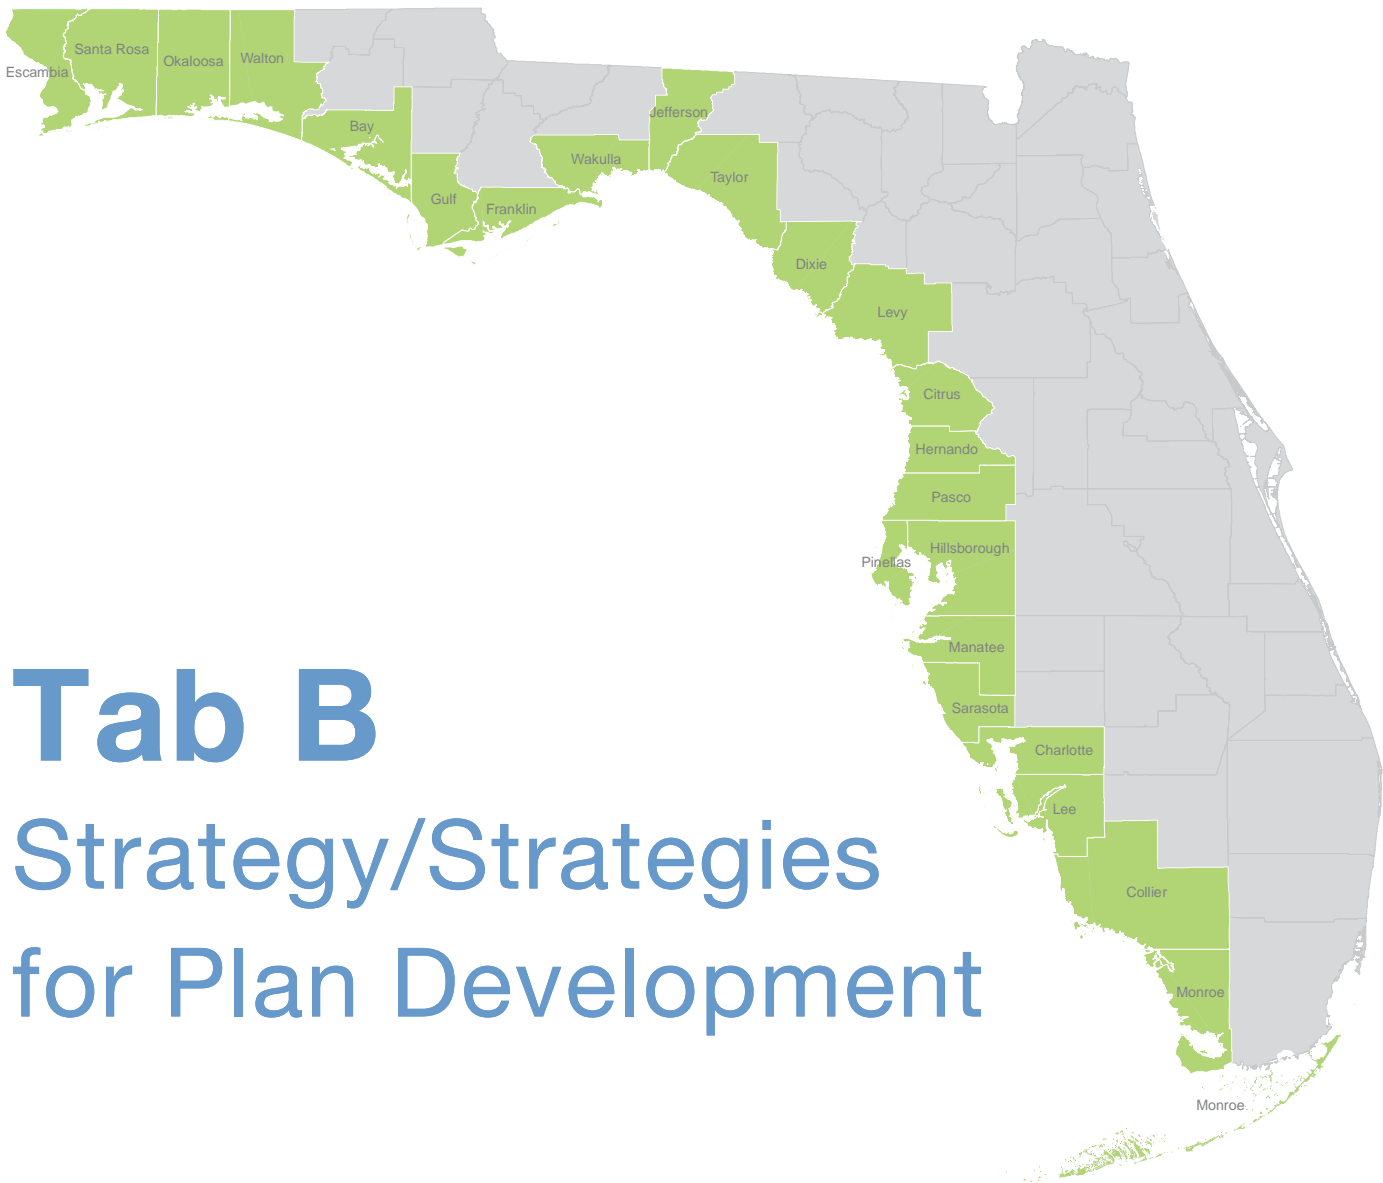 Santa Rosa
Okaloosa
Walton
Escambia
Bay
Jefferson
Wakulla
Taylor
Gulf
Franklin
Dixie
Levy
Citrus
Hernando
Pasco
Hillsborough
Pinellas
Manatee
Sarasota
Charlotte
Lee
Collier
Monroe
Monroe
Tab B
Strategy/Strategies
for Plan Development